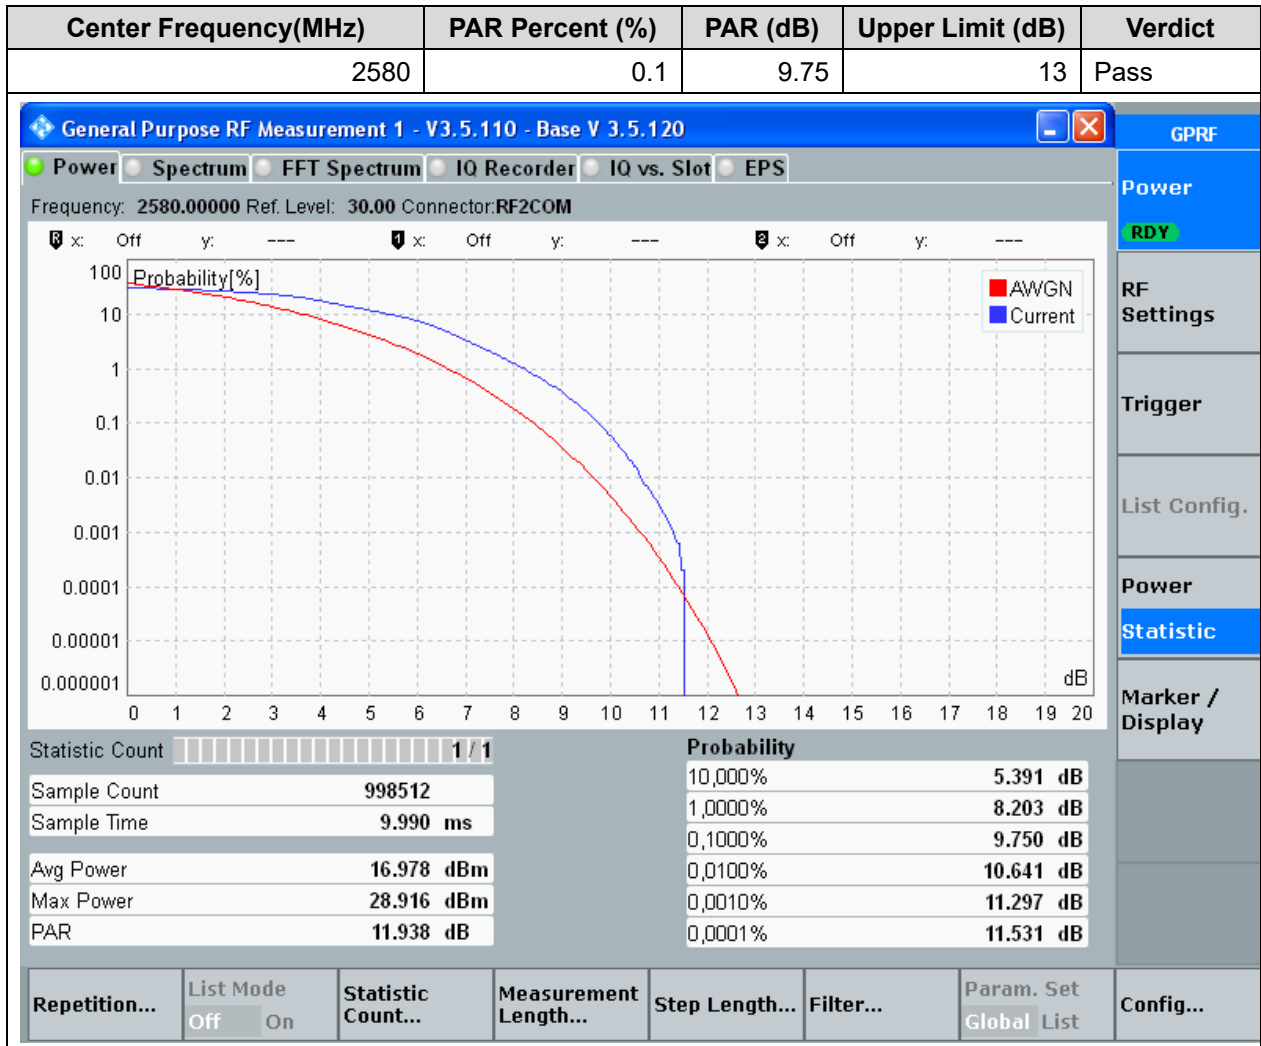 Center Frequency(MHz) PAR Percent (%) PAR (dB) Upper Limit (dB) Verdict
2580 0.1 9.75 13 Pass
General Purpose RF Measurement 1 - V3.5.110 - Base V 3.5.120
GPRF
Power Spectrum FFT Spectrum IQ Recorder IQ vs. Slot EPS
Power
RDY
Frequency: 2580.00000 Ref. Level: 30.00 Connector:RF2COM
R x: Off y: --- 1 x: Off y: --- 2 x: Off y: ---
Probability[%]
AWGN
Current
100
10
1
0.1
0.01
0.001
0.0001
0.00001
0.000001
dB
0 1 2 3 4 5 6 7 8 9 10 11 12 13 14 15 16 17 18 19 20
RF
Settings
Trigger
List Config.
Power
Statistic
Marker /
Display
Statistic Count 1 / 1
Sample Count 998512
Sample Time 9.990 ms
Avg Power 16.978 dBm
Max Power 28.916 dBm
PAR 11.938 dB
Probability
10,000% 5.391 dB
1,0000% 8.203 dB
0,1000% 9.750 dB
0,0100% 10.641 dB
0,0010% 11.297 dB
0,0001% 11.531 dB
Repetition...
List Mode
Off On
Statistic
Count...
Measurement
Length...
Step Length...
Filter...
Param. Set
Global List
Config...